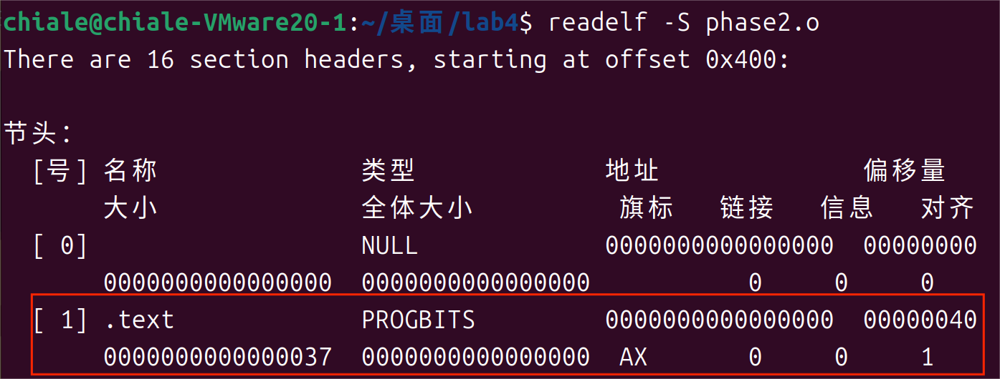 chiale@chiale-VMware20-1:~/桌面/lab4$ readelf -S phase2.o
There are 16 section headers, starting at offset 0x400:
节头：
[号] 名称 类型 地址 偏移量
大小 全体大小 旗标 链接 信息 对齐
[ 0] NULL 0000000000000000 00000000
0000000000000000 0000000000000000 0 0 0
[ 1] .text PROGBITS 0000000000000000 00000040
0000000000000037 0000000000000000 AX 0 0 1